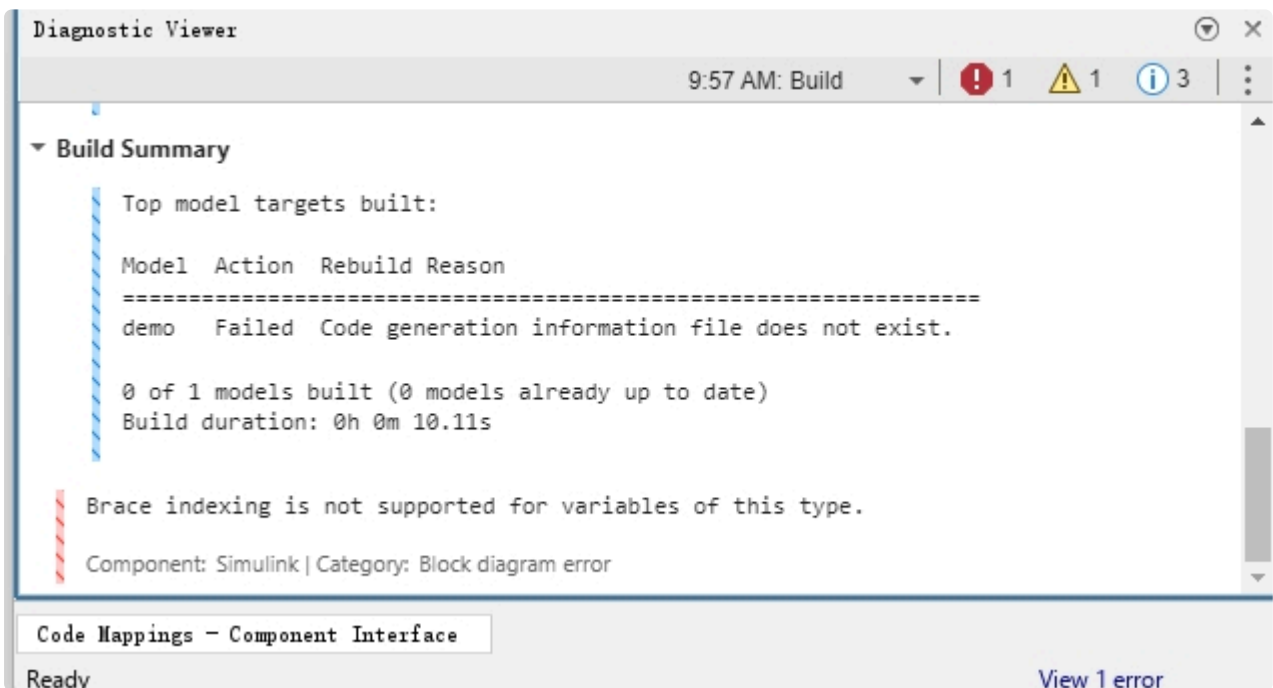 Diagnostic Viewer
9:57 AM: Build 1 1 3
Build Summary
Top model targets built:
Model Action Rebuild Reason
=================================================================
demo Failed Code generation information file does not exist.
0 of 1 models built (0 models already up to date)
Build duration: 0h 0m 10.11s
Brace indexing is not supported for variables of this type.
Component: Simulink | Category: Block diagram error
Code Mappings - Component Interface
Ready View 1 error